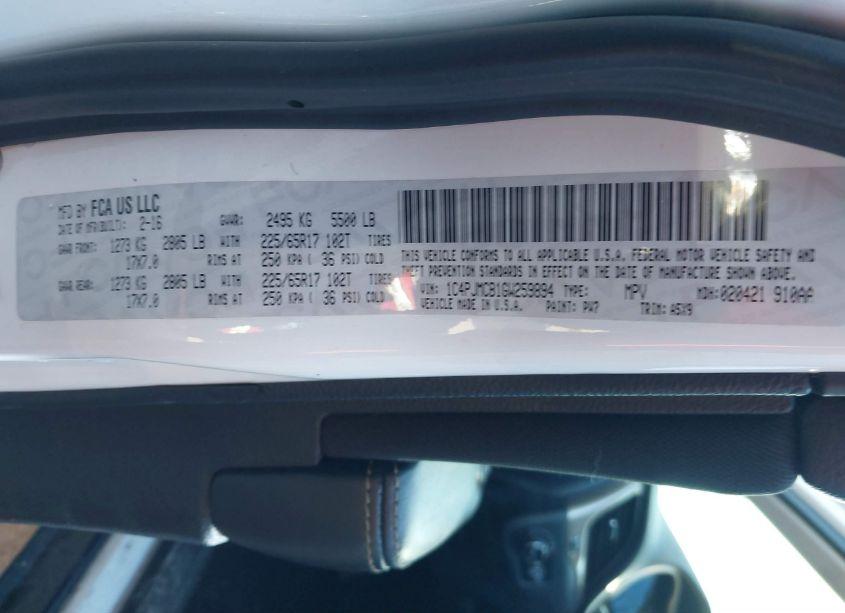 MFD BY FCA US LLC
DATE OF MFR(BUILT): 2-16 GVWR: 2495 KG 5500 LB
GAWR FRONT: 1273 KG 2805 LB WITH 225/65R17 102T TIRES
17X7.0 RIMS AT 250 KPA ( 36 PSI) COLD
GAWR REAR: 1273 KG 2805 LB WITH 225/65R17 102T TIRES
17X7.0 RIMS AT 250 KPA ( 36 PSI) COLD
THIS VEHICLE CONFORMS TO ALL APPLICABLE U.S.A. FEDERAL MOTOR VEHICLE SAFETY AND
THEFT PREVENTION STANDARDS IN EFFECT ON THE DATE OF MANUFACTURE SHOWN ABOVE.
VIN: 1C4PJMCB1GW259894 TYPE: MPV MDH: 020421 910AA
VEHICLE MADE IN U.S.A. PAINT: PW7 TRIM: A5X9